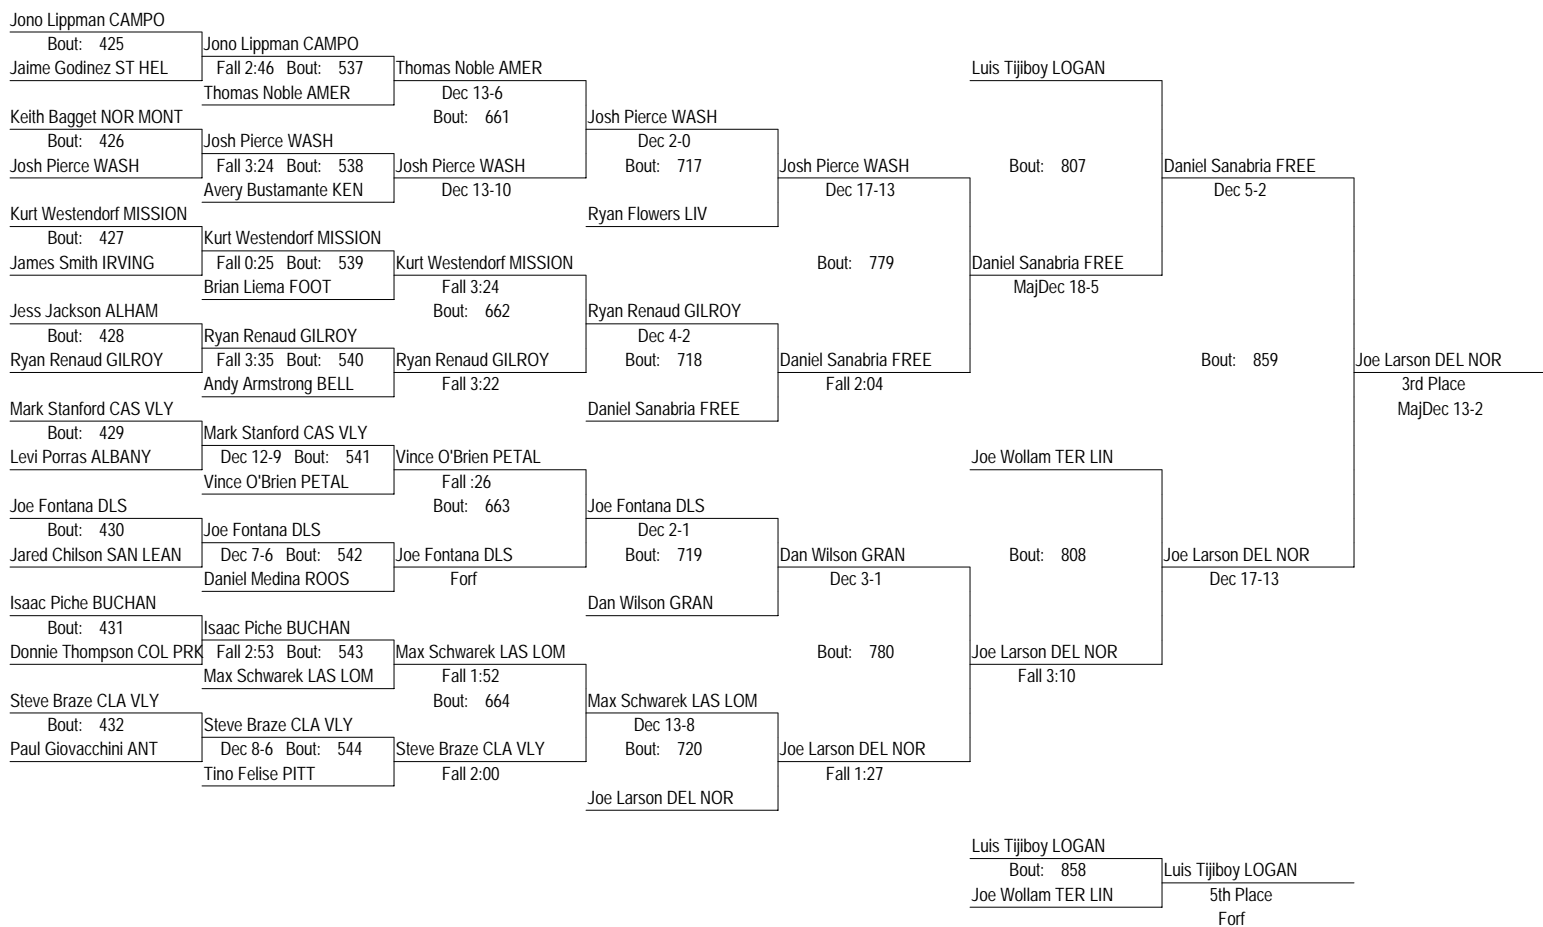 Jono Lippman CAMPO
Bout: 425
Jaime Godinez ST HEL
Keith Bagget NOR MONT
Bout: 426
Josh Pierce WASH
Kurt Westendorf MISSION
Bout: 427
James Smith IRVING
Jess Jackson ALHAM
Bout: 428
Ryan Renaud GILROY
Mark Stanford CAS VLY
Bout: 429
Levi Porras ALBANY
Joe Fontana DLS
Bout: 430
Jared Chilson SAN LEAN
Isaac Piche BUCHAN
Bout: 431
Donnie Thompson COL PRK
Steve Braze CLA VLY
Bout: 432
Paul Giovacchini ANT
Jono Lippman CAMPO
Fall 2:46 Bout: 537
Thomas Noble AMER
Josh Pierce WASH
Fall 3:24 Bout: 538
Avery Bustamante KEN
Kurt Westendorf MISSION
Fall 0:25 Bout: 539
Brian Liema FOOT
Ryan Renaud GILROY
Fall 3:35 Bout: 540
Andy Armstrong BELL
Mark Stanford CAS VLY
Dec 12-9 Bout: 541
Vince O'Brien PETAL
Joe Fontana DLS
Dec 7-6 Bout: 542
Daniel Medina ROOS
Isaac Piche BUCHAN
Fall 2:53 Bout: 543
Max Schwarek LAS LOM
Steve Braze CLA VLY
Dec 8-6 Bout: 544
Tino Felise PITT
Thomas Noble AMER
Dec 13-6
Bout: 661
Josh Pierce WASH
Dec 13-10
Kurt Westendorf MISSION
Fall 3:24
Bout: 662
Ryan Renaud GILROY
Fall 3:22
Vince O'Brien PETAL
Fall :26
Bout: 663
Joe Fontana DLS
Forf
Max Schwarek LAS LOM
Fall 1:52
Bout: 664
Steve Braze CLA VLY
Fall 2:00
Josh Pierce WASH
Dec 2-0
Bout: 717
Ryan Flowers LIV
Ryan Renaud GILROY
Dec 4-2
Bout: 718
Daniel Sanabria FREE
Joe Fontana DLS
Dec 2-1
Bout: 719
Dan Wilson GRAN
Max Schwarek LAS LOM
Dec 13-8
Bout: 720
Joe Larson DEL NOR
Josh Pierce WASH
Dec 17-13
Bout: 779
Daniel Sanabria FREE
Fall 2:04
Dan Wilson GRAN
Dec 3-1
Bout: 780
Joe Larson DEL NOR
Fall 1:27
Luis Tijiboy LOGAN
Bout: 807
Daniel Sanabria FREE
MajDec 18-5
Joe Wollam TER LIN
Bout: 808
Joe Larson DEL NOR
Fall 3:10
Daniel Sanabria FREE
Dec 5-2
Bout: 859
Joe Larson DEL NOR
Dec 17-13
Joe Larson DEL NOR
3rd Place
MajDec 13-2
Luis Tijiboy LOGAN
Bout: 858
Joe Wollam TER LIN
Luis Tijiboy LOGAN
5th Place
Forf